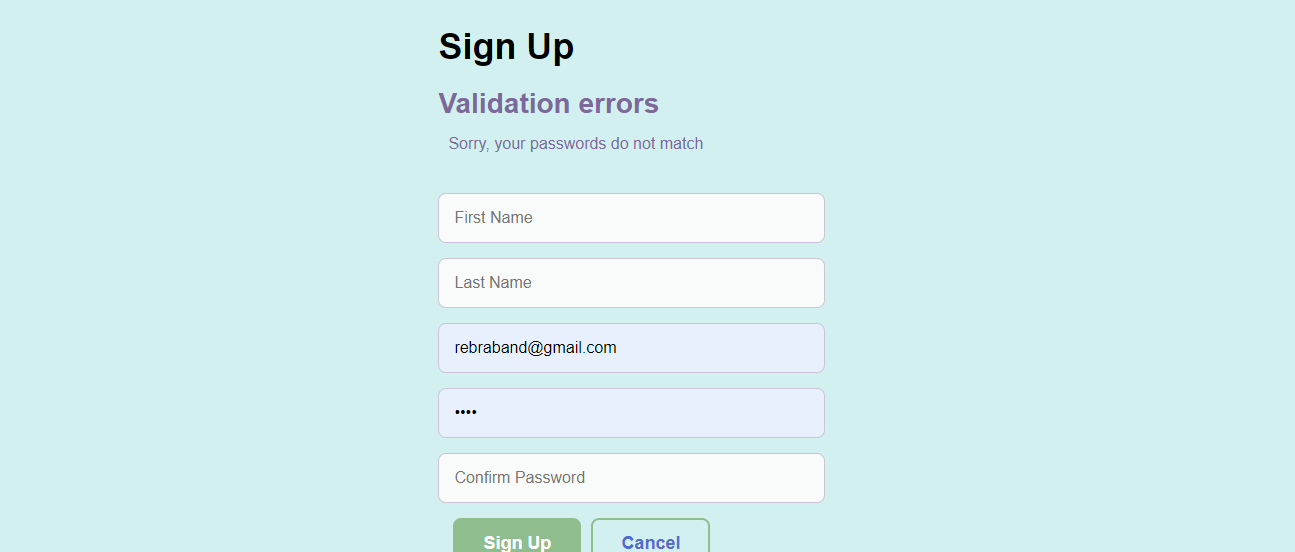 Sign Up
Validation errors
Sorry, your passwords do not match
First Name
Last Name
rebraband@gmail.com
••••
Confirm Password
Sign Up Cancel